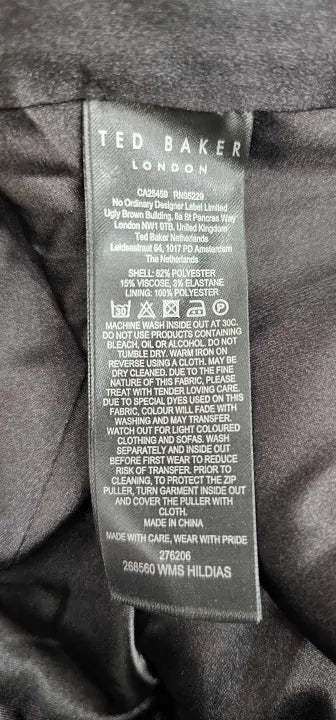 TED BAKER
LONDON
CA25459 RN95229
No Ordinary Designer Label Limited
Ugly Brown Building, 6a St Pancras Way
London NW1 0TB, United Kingdom
Ted Baker Netherlands
Leidsestraat 64, 1017 PD Amsterdam
The Netherlands
SHELL: 82% POLYESTER
15% VISCOSE, 3% ELASTANE
LINING: 100% POLYESTER
30 P
MACHINE WASH INSIDE OUT AT 30C.
DO NOT USE PRODUCTS CONTAINING
BLEACH, OIL OR ALCOHOL. DO NOT
TUMBLE DRY. WARM IRON ON
REVERSE USING A CLOTH. MAY BE
DRY CLEANED. DUE TO THE FINE
NATURE OF THIS FABRIC, PLEASE
TREAT WITH TENDER LOVING CARE.
DUE TO SPECIAL DYES USED ON THIS
FABRIC, COLOUR WILL FADE WITH
WASHING AND MAY TRANSFER.
WATCH OUT FOR LIGHT COLOURED
CLOTHING AND SOFAS. WASH
SEPARATELY AND INSIDE OUT
BEFORE FIRST WEAR TO REDUCE
RISK OF TRANSFER. PRIOR TO
CLEANING, TO PROTECT THE ZIP
PULLER, TURN GARMENT INSIDE OUT
AND COVER THE PULLER WITH
CLOTH.
MADE IN CHINA
MADE WITH CARE, WEAR WITH PRIDE
276206
268560 WMS HILDIAS